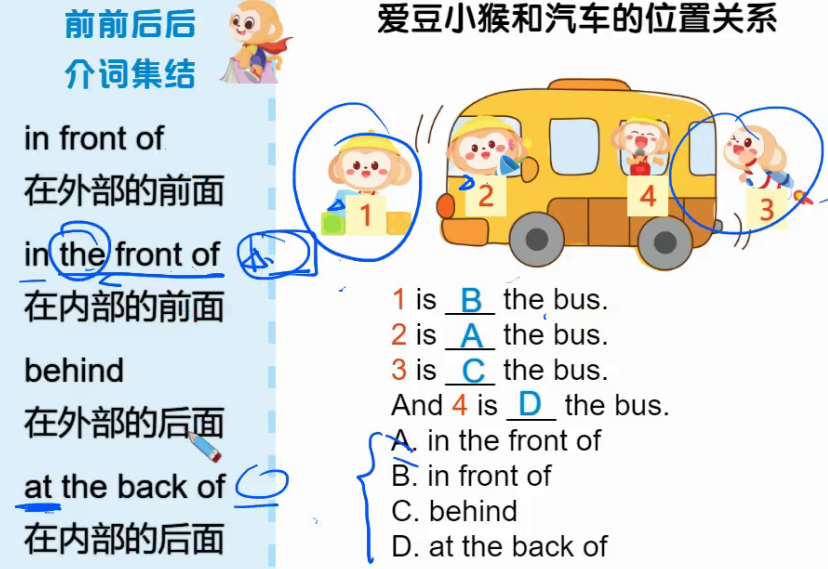 前前后后
介词集结
in front of
在外部的前面
in the front of
在内部的前面
behind
在外部的后面
at the back of
在内部的后面
爱豆小猴和汽车的位置关系
1
2
4
3
1 is B the bus.
2 is A the bus.
3 is C the bus.
And 4 is D the bus.
A. in the front of
B. in front of
C. behind
D. at the back of